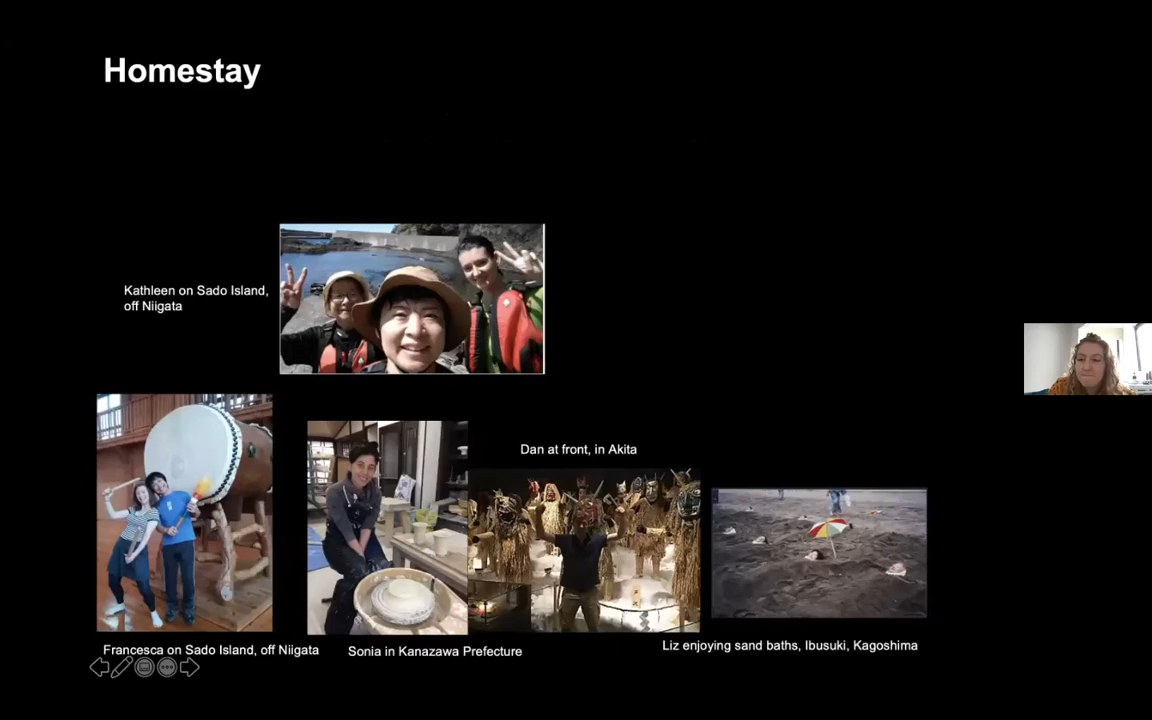 Homestay
Kathleen on Sado Island,
off Niigata
Dan at front, in Akita
Francesca on Sado Island, off Niigata
Sonia in Kanazawa Prefecture
Liz enjoying sand baths, Ibusuki, Kagoshima